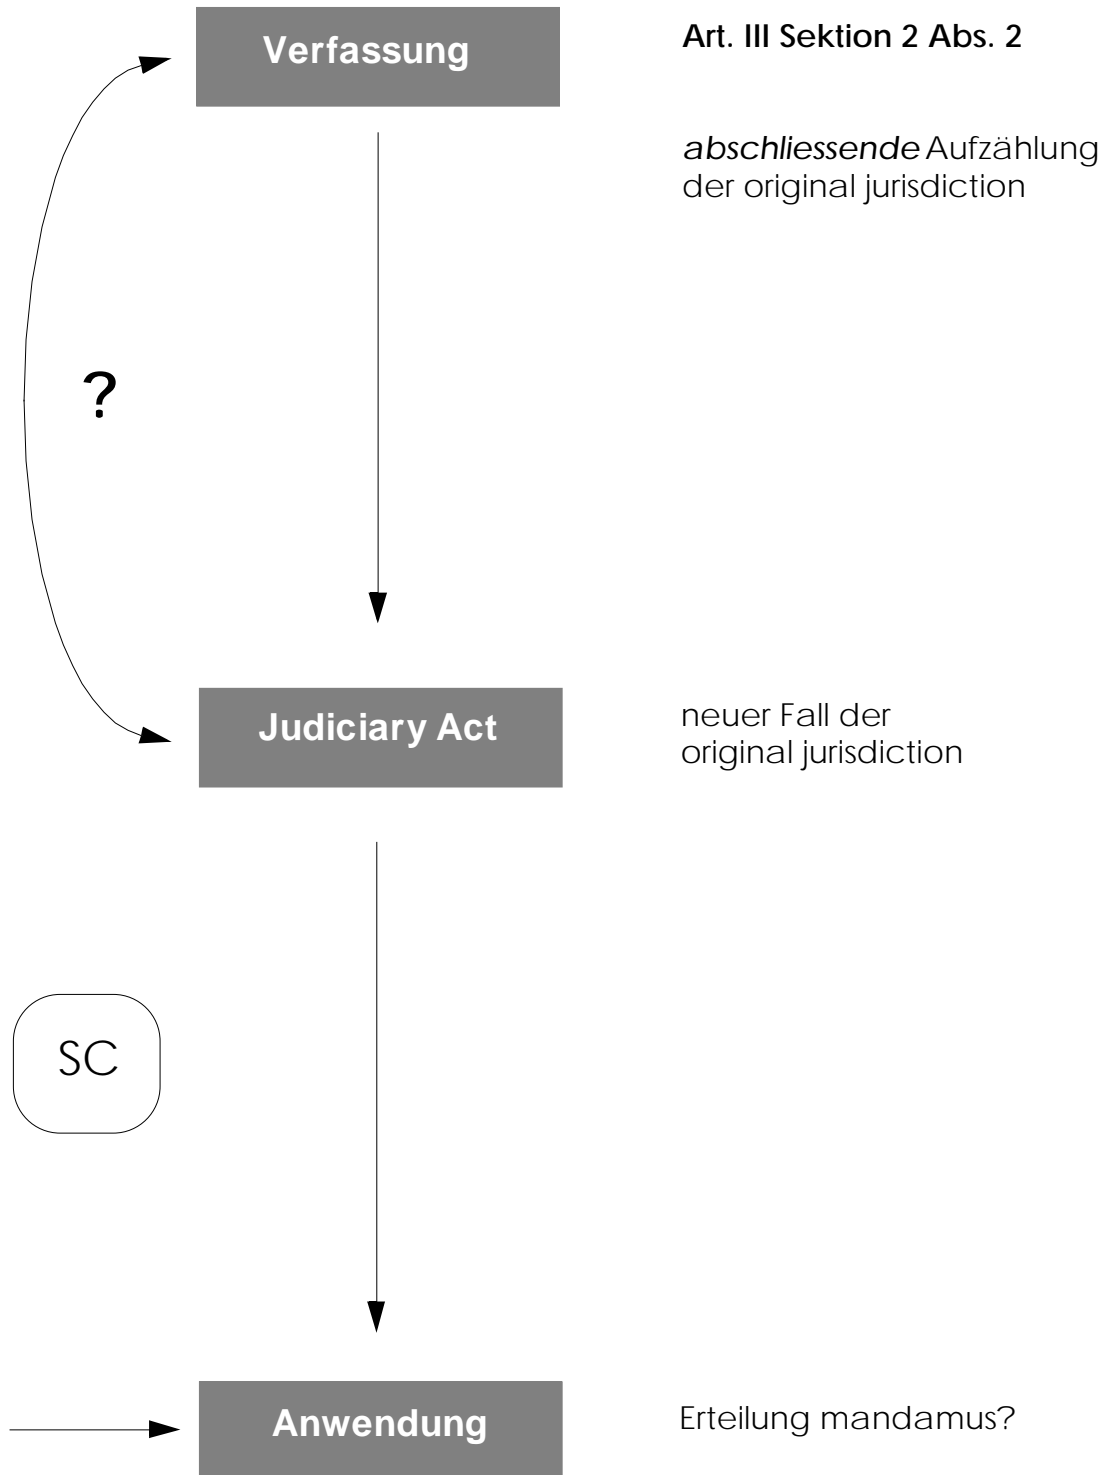 Verfassung
Art. III Sektion 2 Abs. 2
abschliessende Aufzählung
der original jurisdiction
?
Judiciary Act
neuer Fall der
original jurisdiction
SC
Anwendung
Erteilung mandamus?